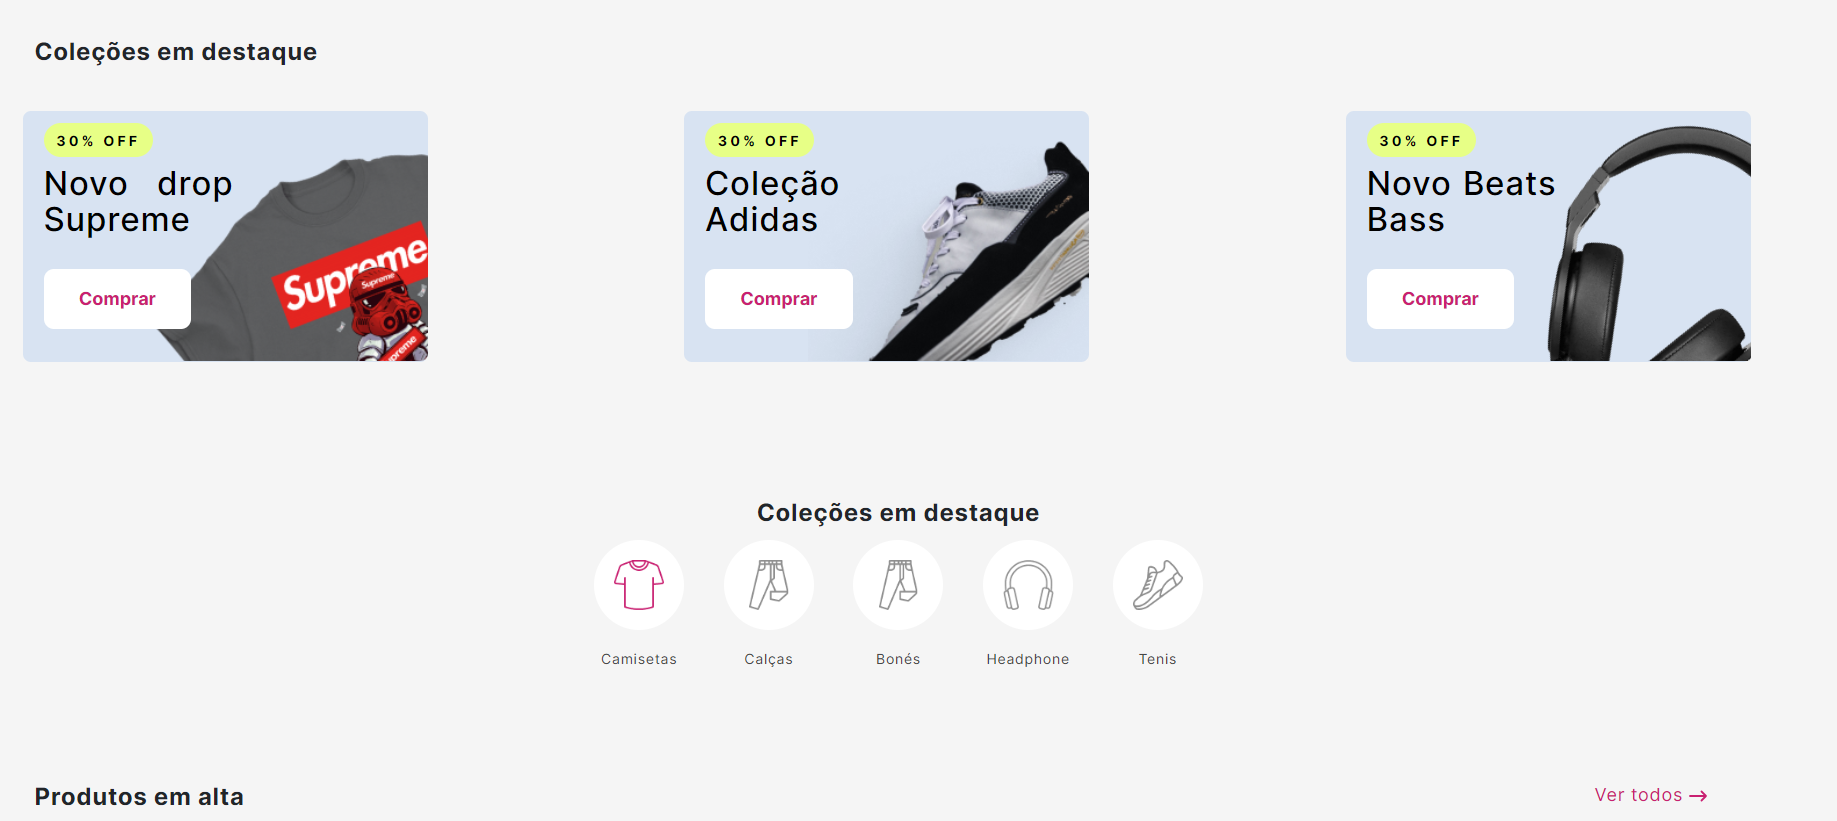 Coleções em destaque
30% OFF
Novo drop
Supreme
Comprar
Supreme
Supreme
30% OFF
Coleção
Adidas
Comprar
30% OFF
Novo Beats
Bass
Comprar
Coleções em destaque
Camisetas
Calças
Bonés
Headphone
Tenis
Produtos em alta
Ver todos →